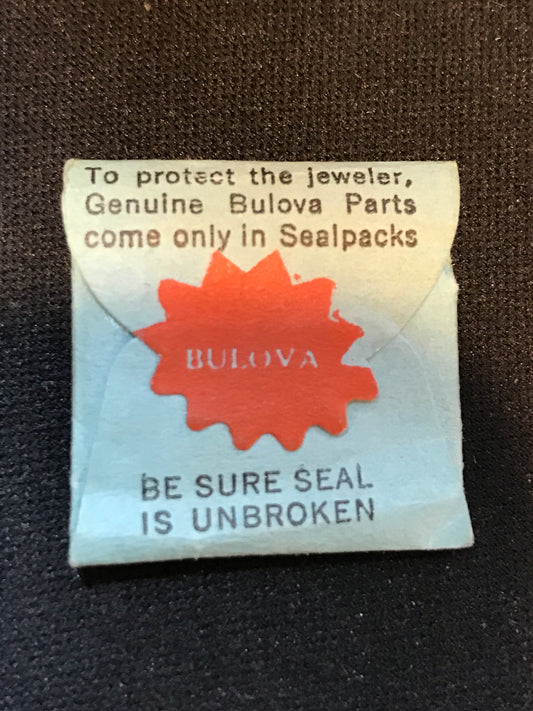 To protect the jeweler,
Genuine Bulova Parts
come only in Sealpacks
BULOVA
BE SURE SEAL
IS UNBROKEN